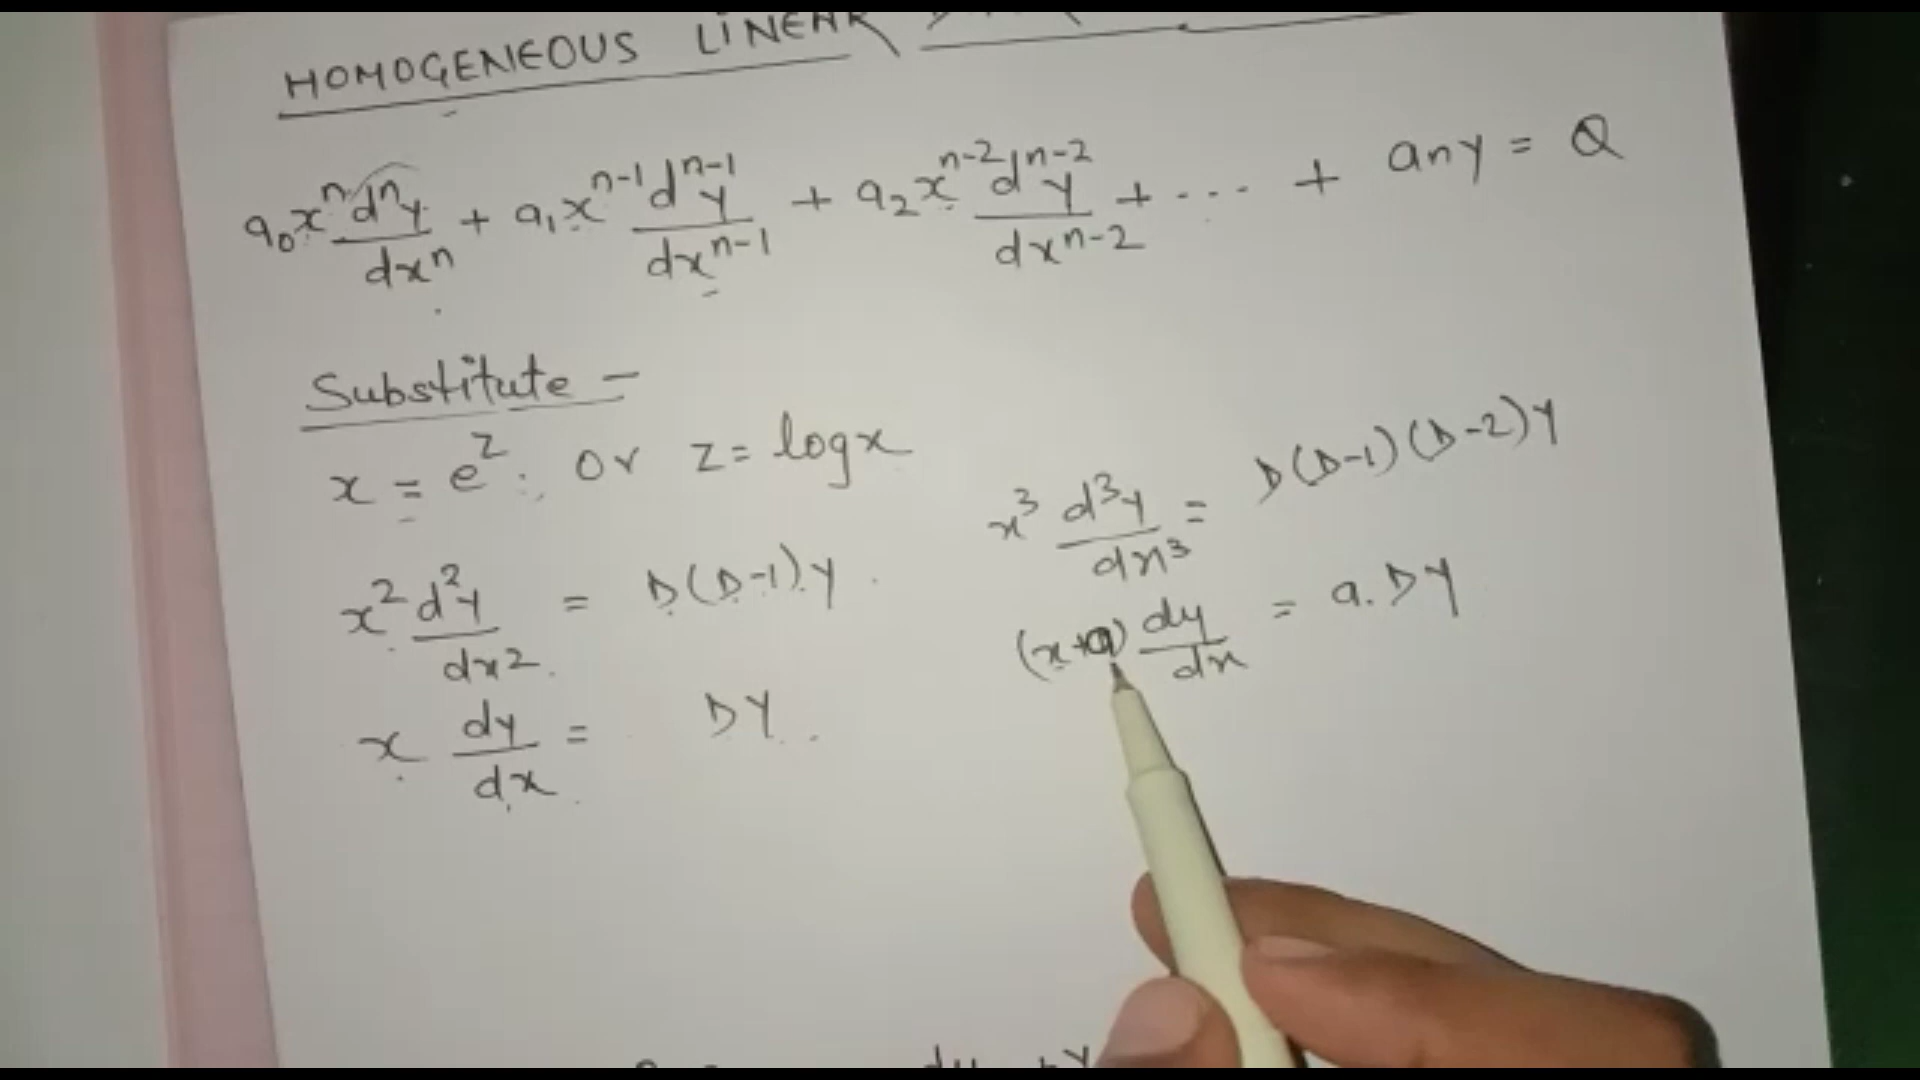 HOMOGENEOUS LINEAR
a₀xⁿ dⁿy/dxⁿ + a₁xⁿ⁻¹ dⁿ⁻¹y/dxⁿ⁻¹ + a₂xⁿ⁻² dⁿ⁻²y/dxⁿ⁻² + ... + any = Q
Substitute –
x = e^z. or z = log x
x² d²y/dx² = D(D-1)y
x dy/dx = DY
x³ d³y/dx³ = D(D-1)(D-2)y
(x+a) dy/dx = a.DY